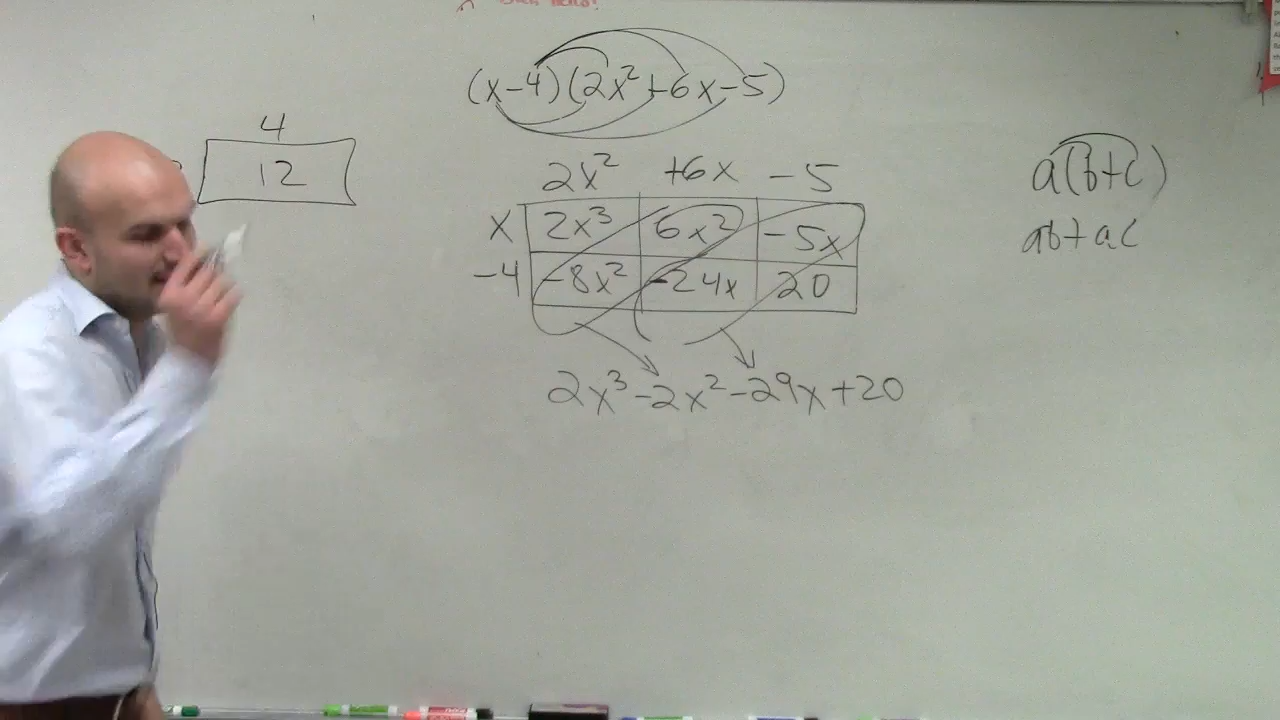 (x-4)(2x²+6x-5)
4
12
2x² +6x -5
x 2x³ 6x² -5x
-4 -8x² -24x 20
2x³-2x²-29x+20
a(b+c)
ab+ac